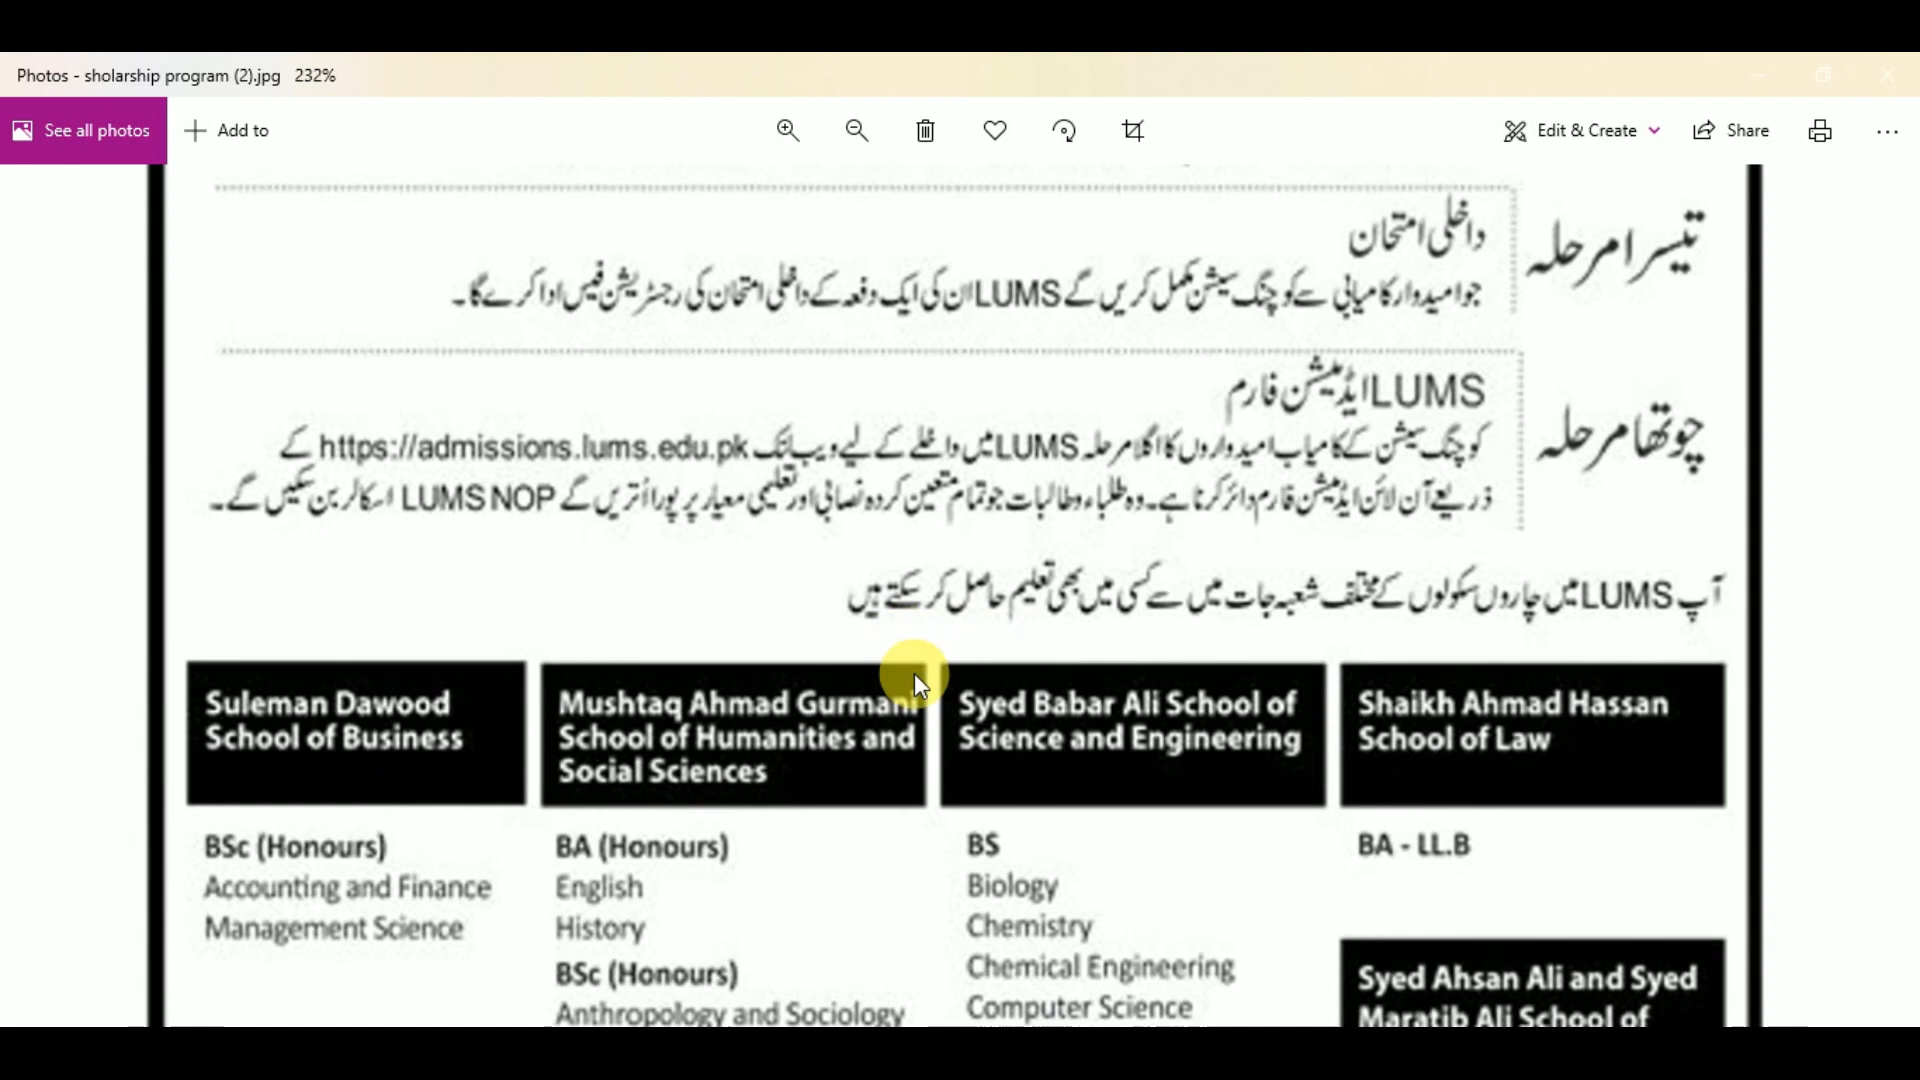 Photos - sholarship program (2).jpg 232%
See all photos
Add to
Edit & Create
Share
تیسرا مرحلہ
داخلی امتحان
جو امیدوار کامیابی سے کوچنگ سیشن مکمل کریں گے LUMS ان کی ایک دفعہ کے داخلی امتحان کی رجسٹریشن فیس ادا کرے گا۔
چوتھا مرحلہ
LUMS ایڈمیشن فارم
کوچنگ سیشن کے کامیاب امیدواروں کا اگلا مرحلہ LUMS میں داخلے کے لیے ویب سائٹ https://admissions.lums.edu.pk کے
ذریعے آن لائن ایڈمیشن فارم دائر کرنا ہے۔ وہ طلباء و طالبات جو تمام متعین کردہ نصابی اور تعلیمی معیار پر پورا اُتریں گے LUMS NOP اسکالر بن سکیں گے۔
آپ LUMS میں چاروں سکولوں کے مختلف شعبہ جات میں سے کسی میں بھی تعلیم حاصل کر سکتے ہیں
Suleman Dawood
School of Business
BSc (Honours)
Accounting and Finance
Management Science
Mushtaq Ahmad Gurmani
School of Humanities and
Social Sciences
BA (Honours)
English
History
BSc (Honours)
Anthropology and Sociology
Syed Babar Ali School of
Science and Engineering
BS
Biology
Chemistry
Chemical Engineering
Computer Science
Shaikh Ahmad Hassan
School of Law
BA - LL.B
Syed Ahsan Ali and Syed
Maratib Ali School of